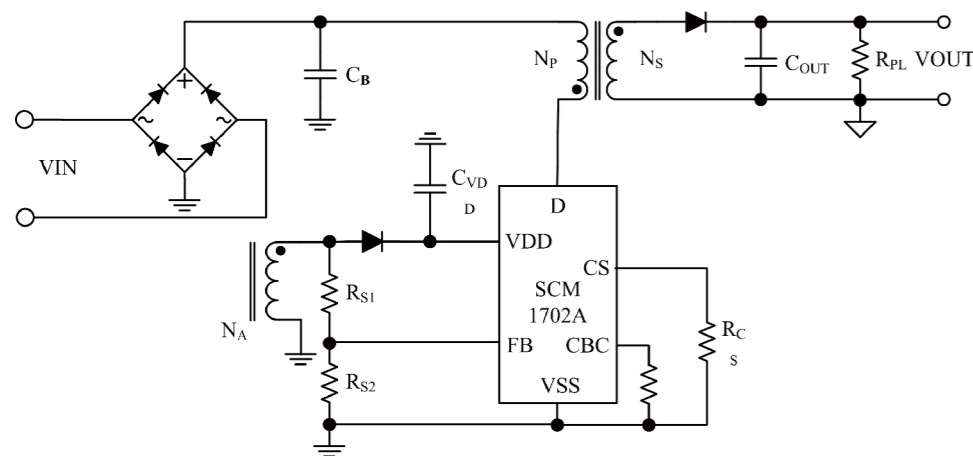 CB
NP
NS
COUT
RPL
VOUT
+
~
~
−
VIN
CVD
D
D
VDD
CS
SCM
1702A
RS1
RC
S
NA
FB
CBC
RS2
VSS